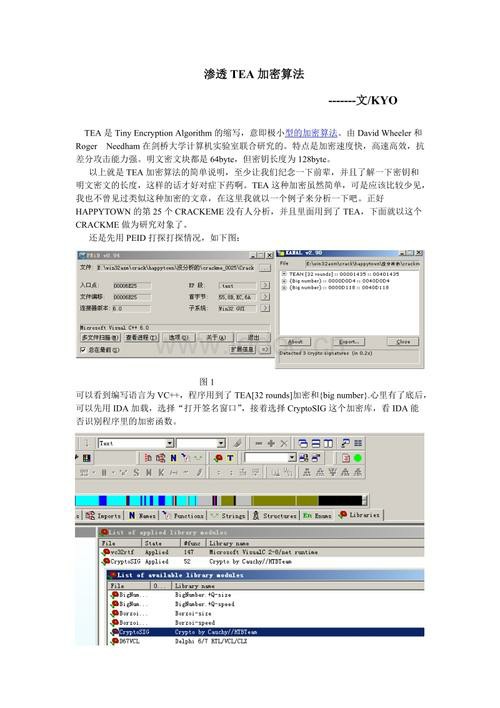 渗透 TEA 加密算法
-------文/KYO
TEA 是 Tiny Encryption Algorithm 的缩写，意即极小型的加密算法。由 David Wheeler 和
Roger Needham 在剑桥大学计算机实验室联合研究的。特点是加密速度快，高速高效，抗
差分攻击能力强。明文密文块都是 64byte，但密钥长度为 128byte。
以上就是 TEA 加密算法的简单说明，至少让我们纪念一下前辈，并且了解一下密钥和
明文密文的长度，这样的话才好对症下药啊。TEA 这种加密虽然简单，可是应该比较少见，
我也不曾见过类似这种加密的文章，在这里我就以一个例子来分析一下吧。正好
HAPPYTOWN 的第 25 个 CRACKEME 没有人分析，并且里面用到了 TEA，下面就以这个
CRACKME 做为研究对象了。
还是先用 PEID 打探打探情况，如下图：
PEiD v0.94
文件: E:\win32asm\crack\happytown\没分析的\crackme_0025\Crack
入口点: 00006B25
EP 段: .text
文件偏移: 00006B25
首字节: 55,8B,EC,6A
连接器版本: 6.0
子系统: Win32 GUI
Microsoft Visual C++ 6.0
多文件扫描(M) 查看进程(T) 选项(O) 关于(A) 退出
总在最前(S)
扩展信息
KANAL v2.90
File E:\win32asm\crack\happytown\没分析的\crackm
TEAN [32 rounds] :: 00001435 :: 00401435
{Big number} :: 0000D0D4 :: 0040D0D4
{Big number} :: 0000D118 :: 0040D118
About Export... Close
Detected 3 crypto signatures (in 0.2s)
图 1
可以看到编写语言为 VC++，程序用到了 TEA[32 rounds]加密和{big number}.心里有了底后，
可以先用 IDA 加载，选择“打开签名窗口”，接着选择 CryptoSIG 这个加密库，看 IDA 能
否识别程序里的加密函数。
Text
Imports Names Functions Strings Structures Enums Libraries
List of applied library modules
File State #func Library name
vc32rtf Applied 147 Microsoft VisualC 2-8/net runtime
CryptoSIG Applied 52 Crypto by Cauchy//MTBTeam
List of available library modules
File O... Library name
BigNum... BigNumber.+Q-size
BigNum... BigNumber.+Q-speed
Borzoi... Borzoi-size
Borzoi... Borzoi-speed
CryptoSIG Crypto by Cauchy//MTBTeam
D67VCL Delphi 6/7 RTL/VCL/CLX